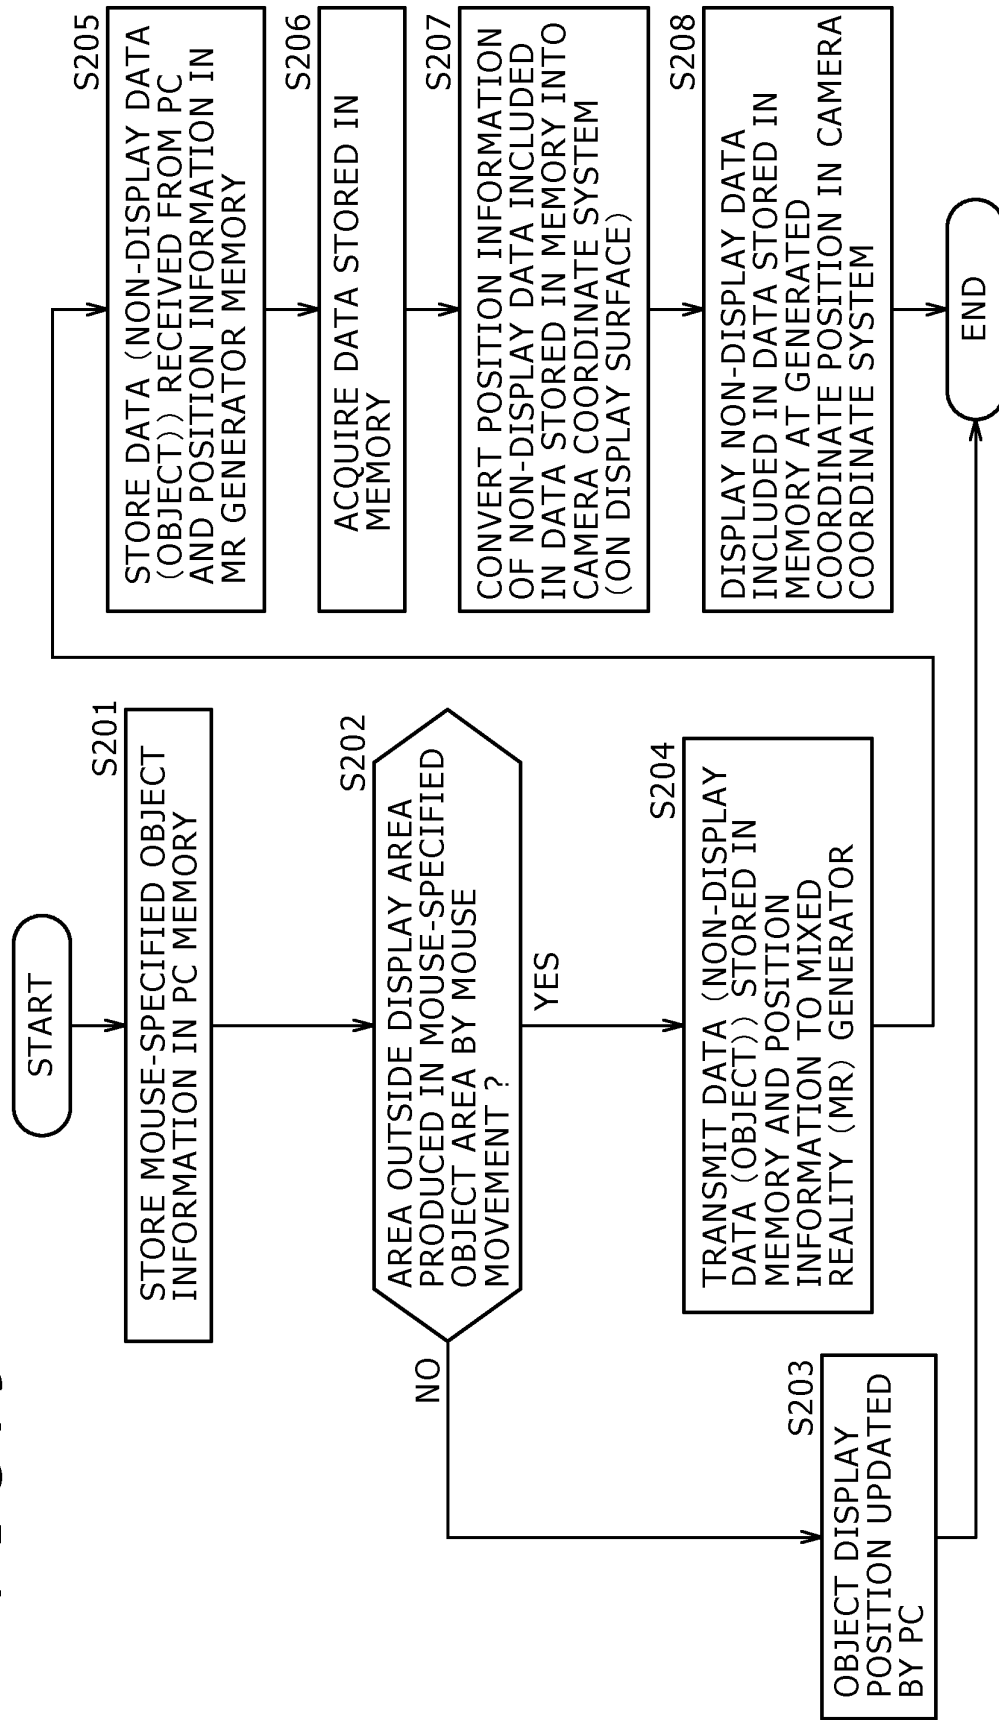 START
S201
STORE MOUSE-SPECIFIED OBJECT
INFORMATION IN PC MEMORY
S202
AREA OUTSIDE DISPLAY AREA
PRODUCED IN MOUSE-SPECIFIED
OBJECT AREA BY MOUSE
MOVEMENT ?
NO
YES
S203
OBJECT DISPLAY
POSITION UPDATED
BY PC
S204
TRANSMIT DATA (NON-DISPLAY
DATA (OBJECT)) STORED IN
MEMORY AND POSITION
INFORMATION TO MIXED
REALITY (MR) GENERATOR
S205
STORE DATA (NON-DISPLAY DATA
(OBJECT)) RECEIVED FROM PC
AND POSITION INFORMATION IN
MR GENERATOR MEMORY
S206
ACQUIRE DATA STORED IN
MEMORY
S207
CONVERT POSITION INFORMATION
OF NON-DISPLAY DATA INCLUDED
IN DATA STORED IN MEMORY INTO
CAMERA COORDINATE SYSTEM
(ON DISPLAY SURFACE)
S208
DISPLAY NON-DISPLAY DATA
INCLUDED IN DATA STORED IN
MEMORY AT GENERATED
COORDINATE POSITION IN CAMERA
COORDINATE SYSTEM
END